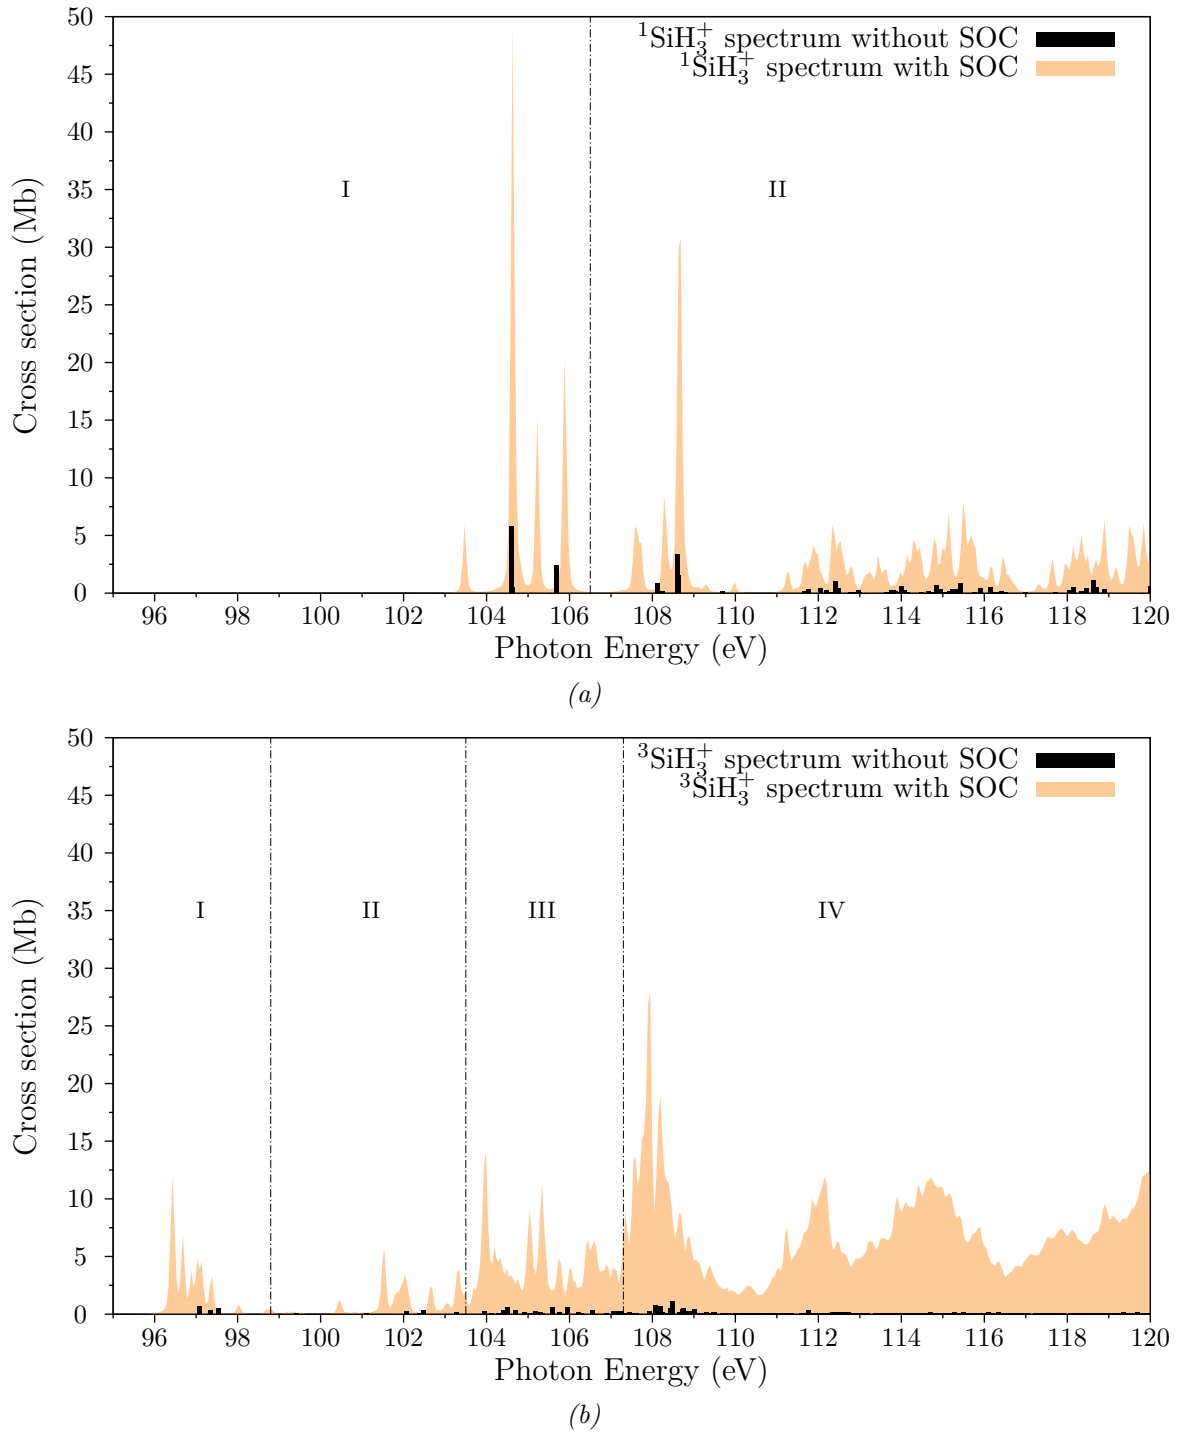 50
45
40
35
30
25
20
15
10
5
0
Cross section (Mb)
¹SiH₃⁺ spectrum without SOC
¹SiH₃⁺ spectrum with SOC
I II
96 98 100 102 104 106 108 110 112 114 116 118 120
Photon Energy (eV)
(a)
50
45
40
35
30
25
20
15
10
5
0
Cross section (Mb)
³SiH₃⁺ spectrum without SOC
³SiH₃⁺ spectrum with SOC
I II III IV
96 98 100 102 104 106 108 110 112 114 116 118 120
Photon Energy (eV)
(b)